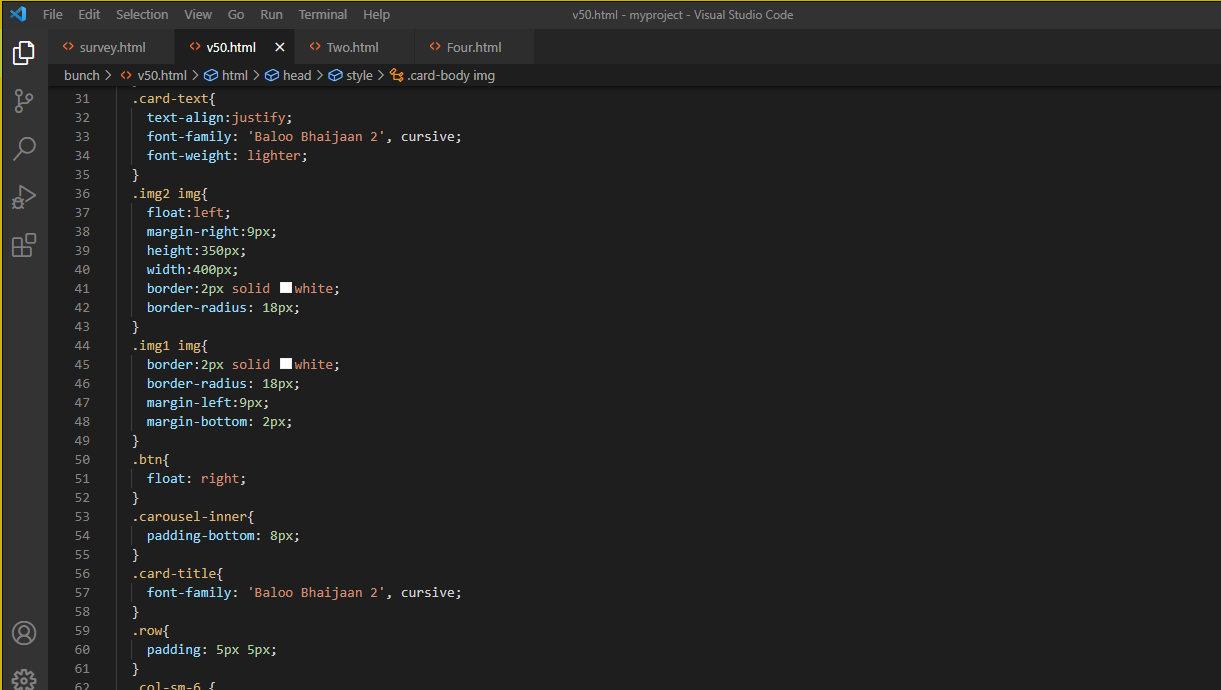 File Edit Selection View Go Run Terminal Help v50.html - myproject - Visual Studio Code
survey.html v50.html Two.html Four.html
bunch > v50.html > html > head > style > .card-body img
31 .card-text{
32 text-align:justify;
33 font-family: 'Baloo Bhaijaan 2', cursive;
34 font-weight: lighter;
35 }
36 .img2 img{
37 float:left;
38 margin-right:9px;
39 height:350px;
40 width:400px;
41 border:2px solid white;
42 border-radius: 18px;
43 }
44 .img1 img{
45 border:2px solid white;
46 border-radius: 18px;
47 margin-left:9px;
48 margin-bottom: 2px;
49 }
50 .btn{
51 float: right;
52 }
53 .carousel-inner{
54 padding-bottom: 8px;
55 }
56 .card-title{
57 font-family: 'Baloo Bhaijaan 2', cursive;
58 }
59 .row{
60 padding: 5px 5px;
61 }
62 .col-sm-6 {